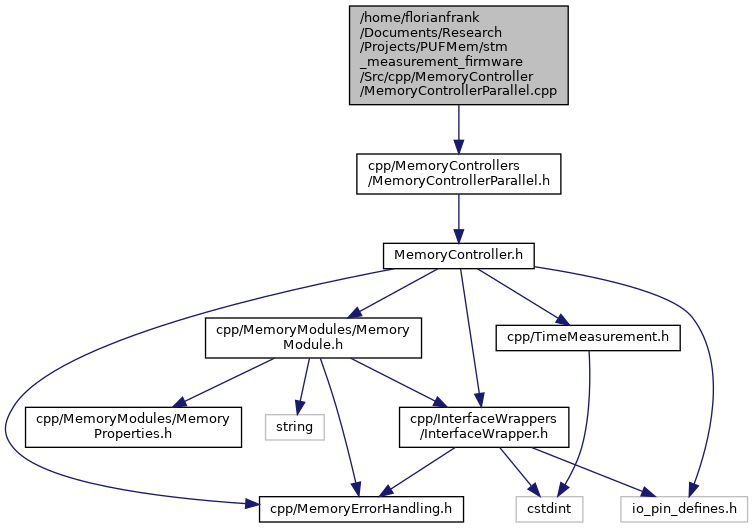 /home/florianfrank
/Documents/Research
/Projects/PUFMem/stm
_measurement_firmware
/Src/cpp/MemoryController
/MemoryControllerParallel.cpp
cpp/MemoryControllers
/MemoryControllerParallel.h
MemoryController.h
cpp/MemoryModules/Memory
Module.h
cpp/TimeMeasurement.h
cpp/MemoryModules/Memory
Properties.h
string
cpp/InterfaceWrappers
/InterfaceWrapper.h
cpp/MemoryErrorHandling.h
cstdint
io_pin_defines.h